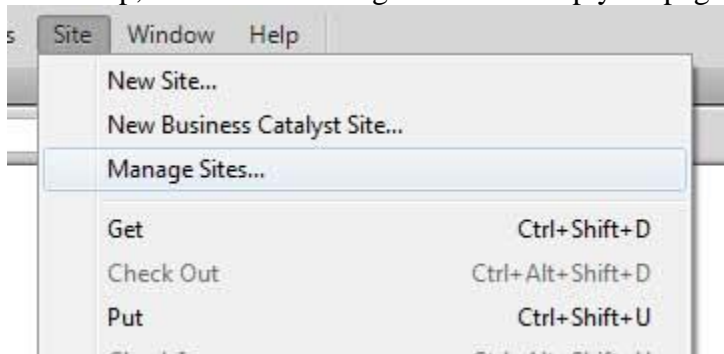 s Site Window Help
New Site...
New Business Catalyst Site...
Manage Sites...
Get Ctrl+Shift+D
Check Out Ctrl+Alt+Shift+D
Put Ctrl+Shift+U